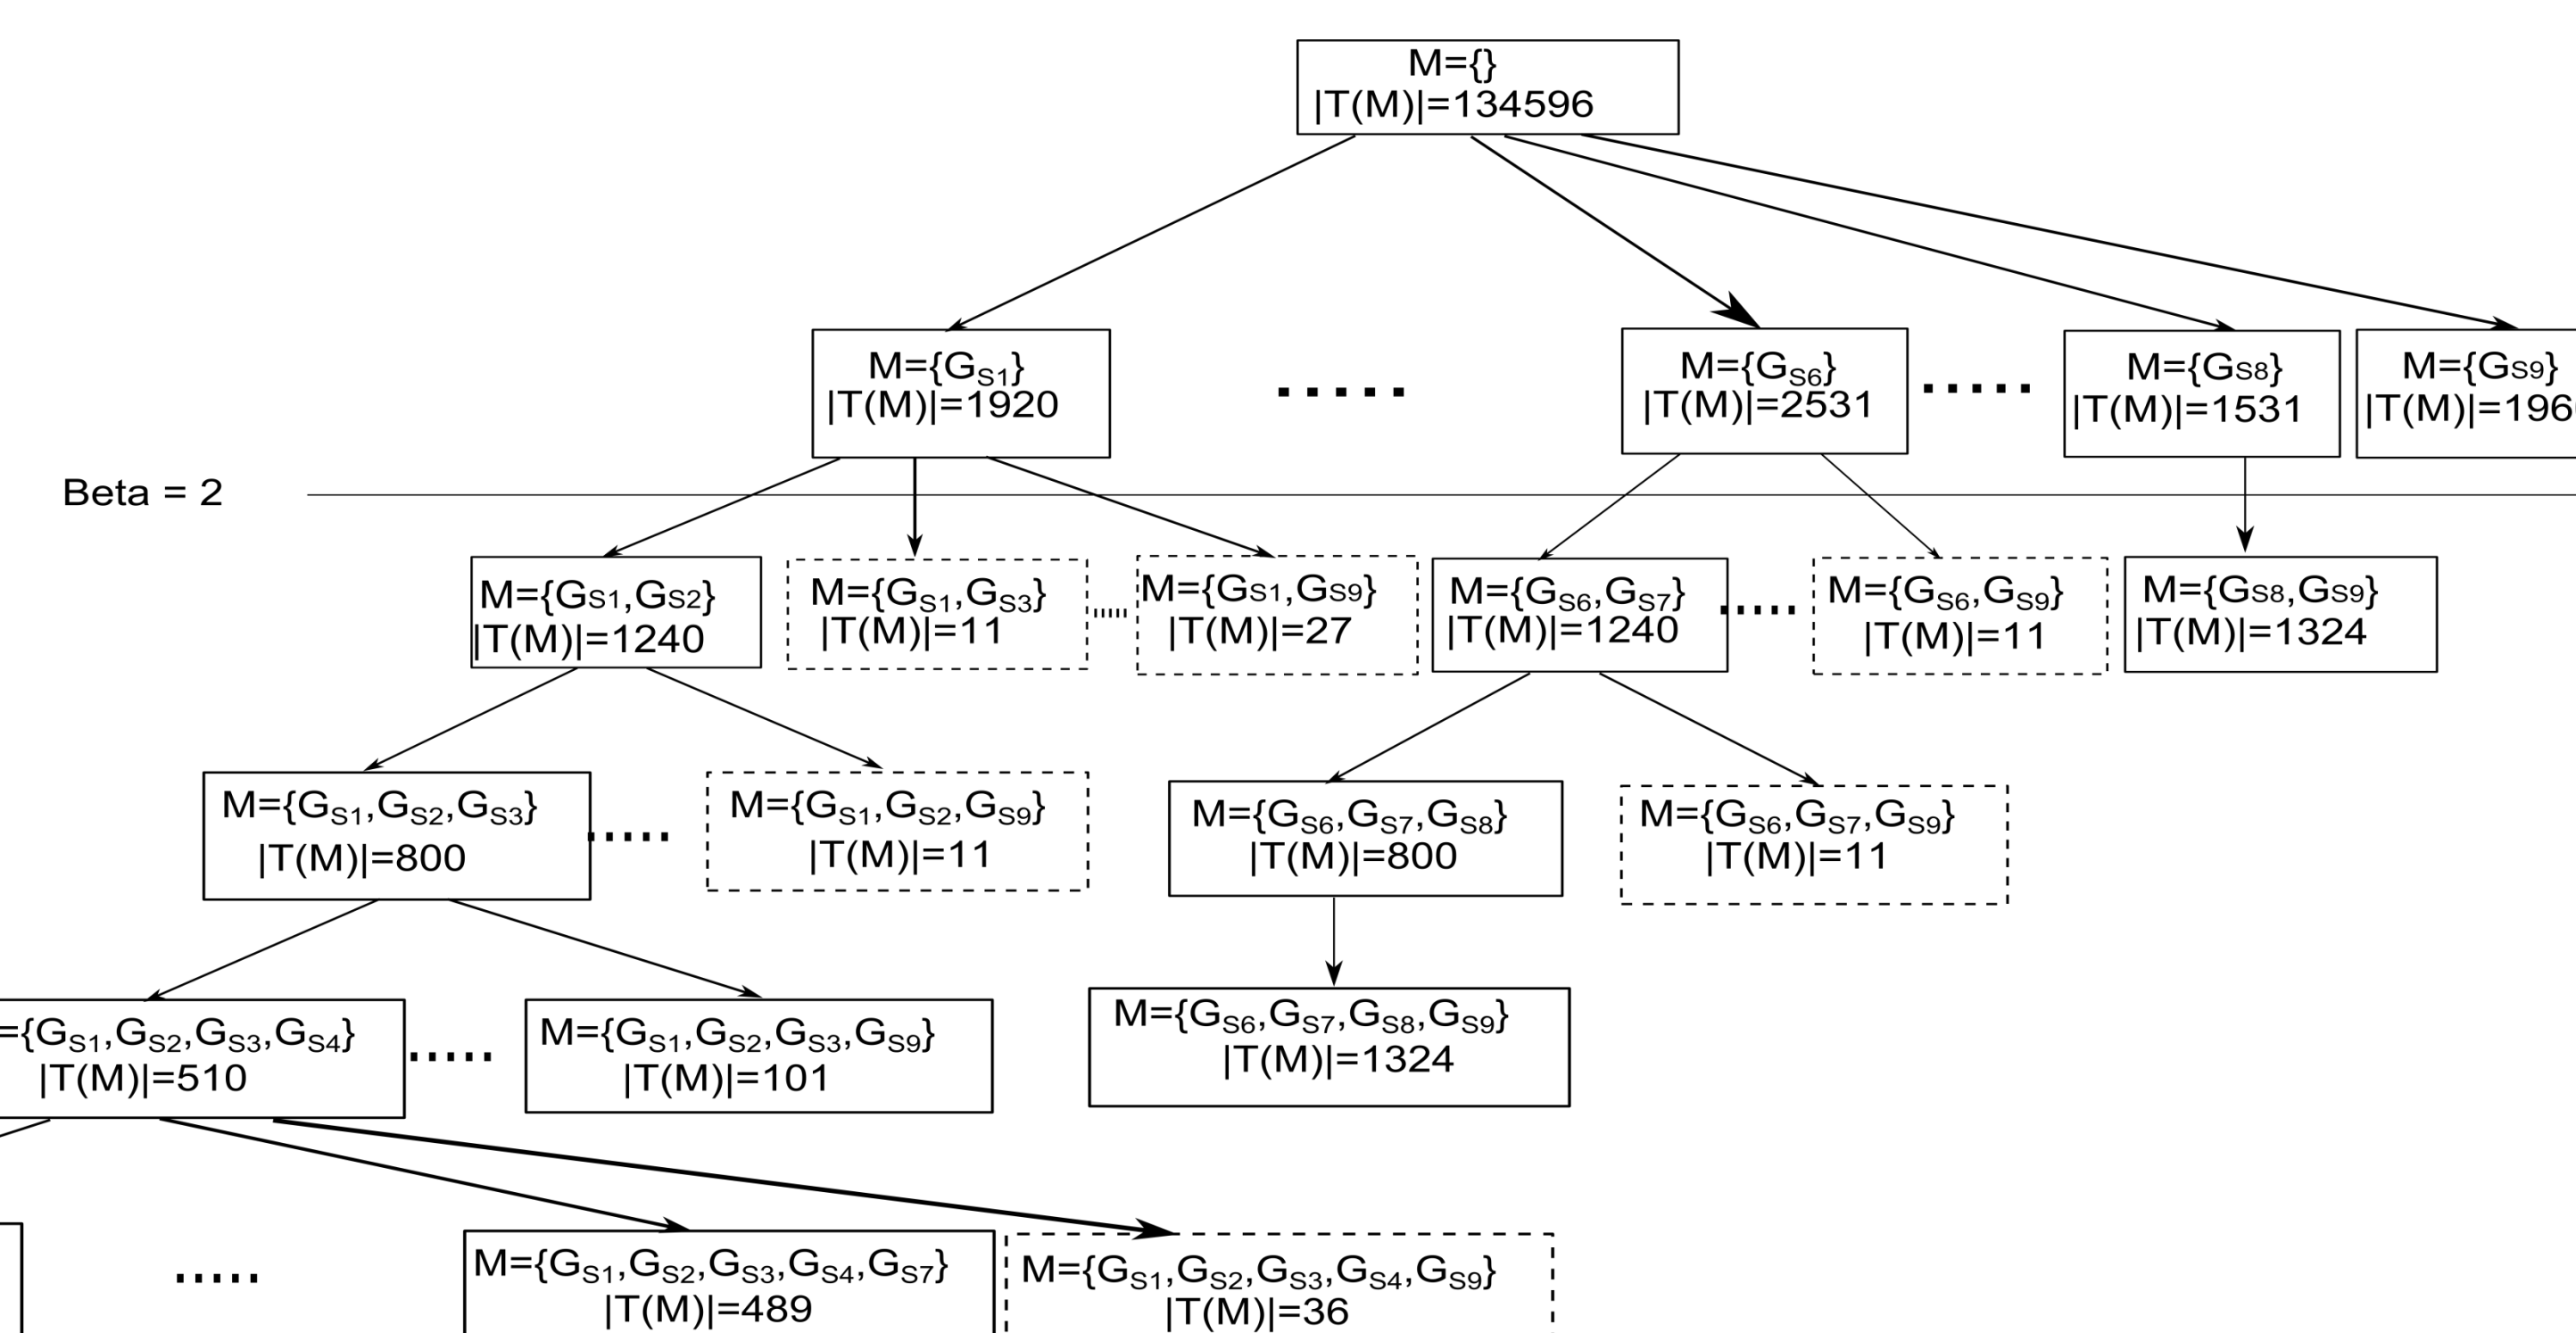 M={}
|T(M)|=134596
M={GS1}
|T(M)|=1920
M={GS6}
|T(M)|=2531
M={GS8}
|T(M)|=1531
M={GS9}
|T(M)|=196
Beta = 2
M={GS1,GS2}
|T(M)|=1240
M={GS1,GS3}
|T(M)|=11
M={GS1,GS9}
|T(M)|=27
M={GS6,GS7}
|T(M)|=1240
M={GS6,GS9}
|T(M)|=11
M={GS8,GS9}
|T(M)|=1324
M={GS1,GS2,GS3}
|T(M)|=800
M={GS1,GS2,GS9}
|T(M)|=11
M={GS6,GS7,GS8}
|T(M)|=800
M={GS6,GS7,GS9}
|T(M)|=11
={GS1,GS2,GS3,GS4}
|T(M)|=510
M={GS1,GS2,GS3,GS9}
|T(M)|=101
M={GS6,GS7,GS8,GS9}
|T(M)|=1324
M={GS1,GS2,GS3,GS4,GS7}
|T(M)|=489
M={GS1,GS2,GS3,GS4,GS9}
|T(M)|=36